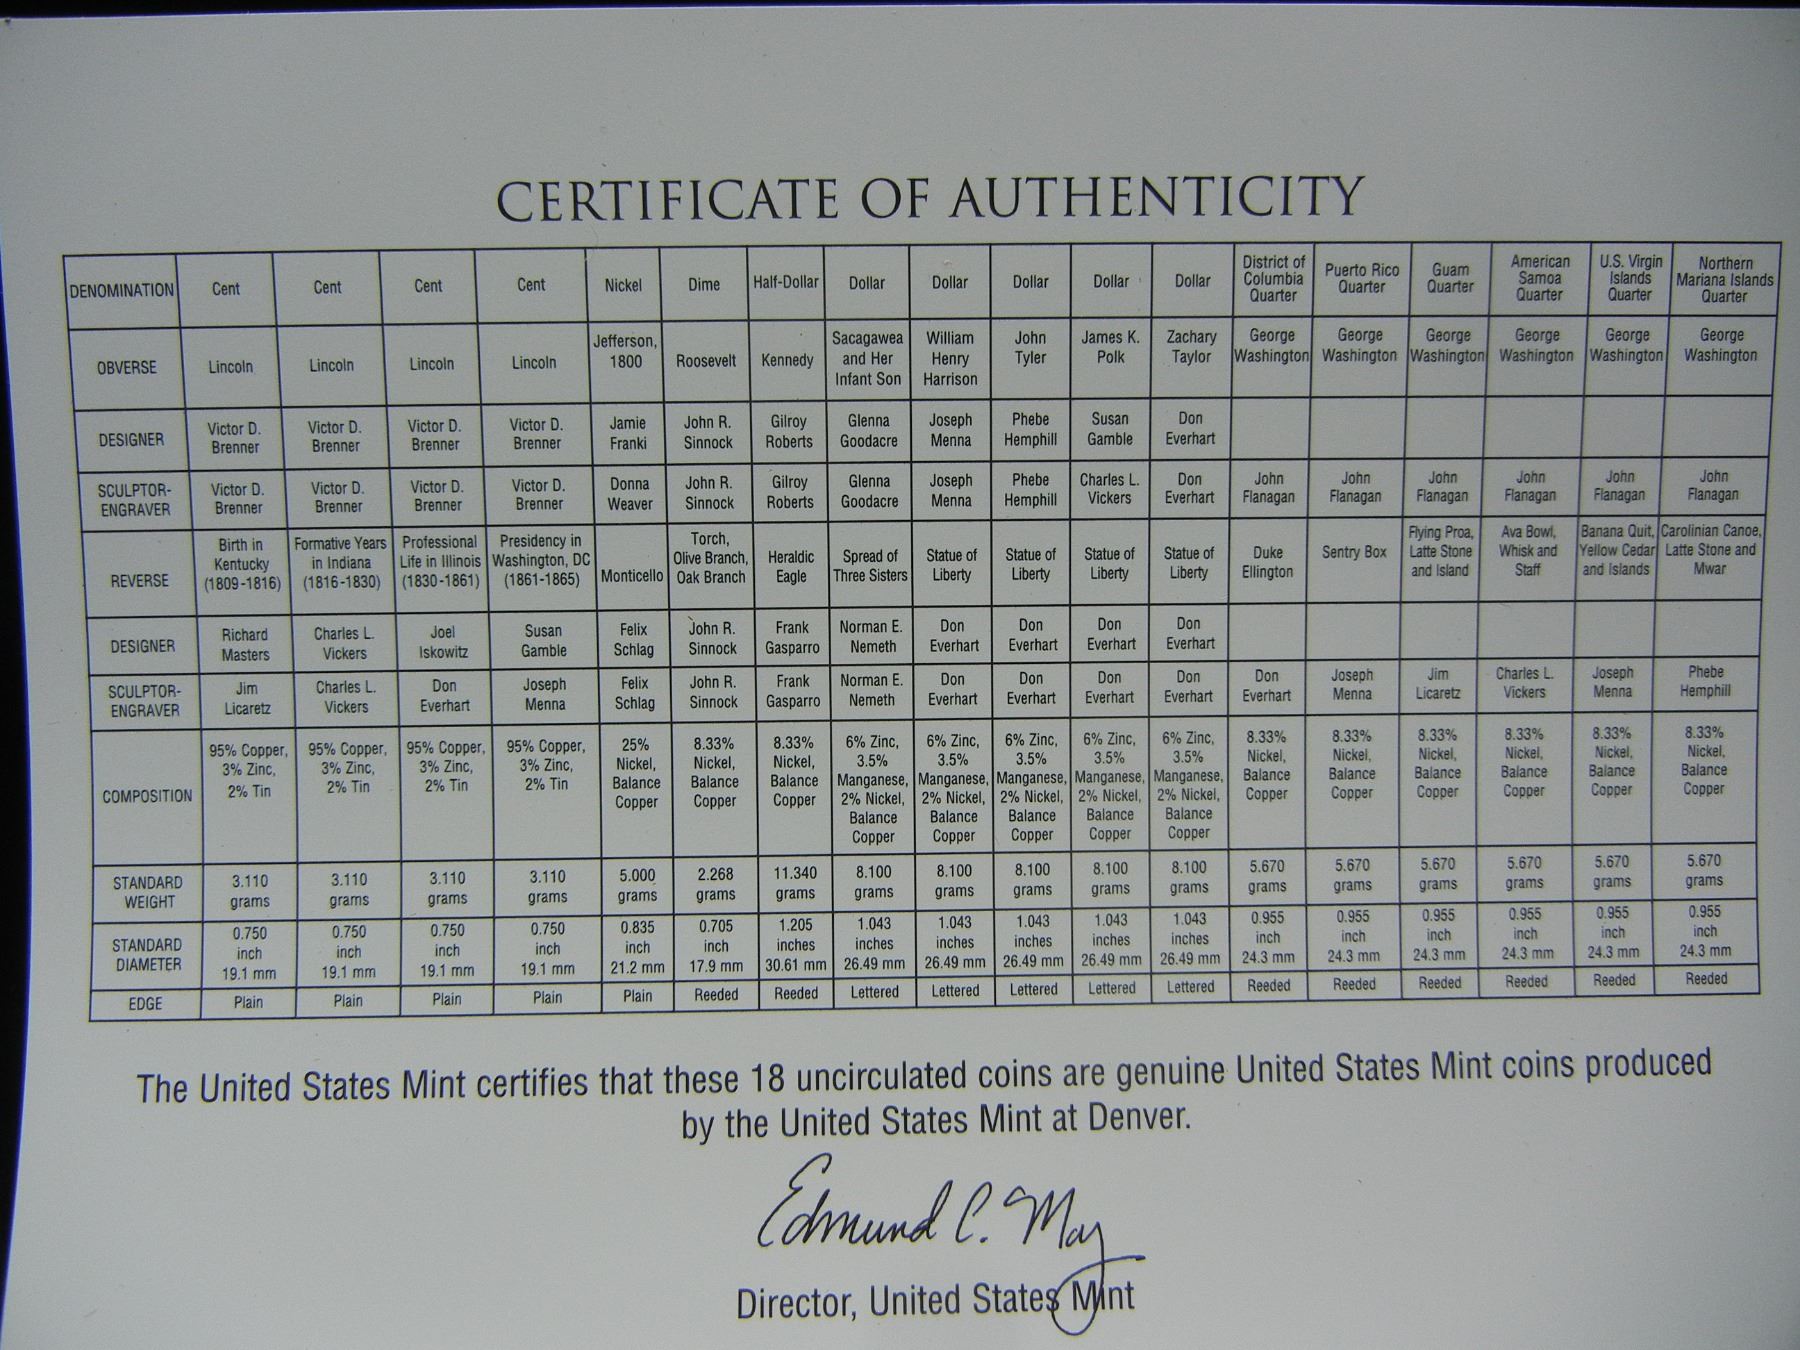 CERTIFICATE OF AUTHENTICITY
DENOMINATION Cent Cent Cent Cent Nickel Dime Half-Dollar Dollar Dollar Dollar Dollar Dollar District of Columbia Quarter Puerto Rico Quarter Guam Quarter American Samoa Quarter U.S. Virgin Islands Quarter Northern Mariana Islands Quarter
OBVERSE Lincoln Lincoln Lincoln Lincoln Jefferson, 1800 Roosevelt Kennedy Sacagawea and Her Infant Son William Henry Harrison John Tyler James K. Polk Zachary Taylor George Washington George Washington George Washington George Washington George Washington George Washington
DESIGNER Victor D. Brenner Victor D. Brenner Victor D. Brenner Victor D. Brenner Jamie Franki John R. Sinnock Gilroy Roberts Glenna Goodacre Joseph Menna Phebe Hemphill Susan Gamble Don Everhart
SCULPTOR-ENGRAVER Victor D. Brenner Victor D. Brenner Victor D. Brenner Victor D. Brenner Donna Weaver John R. Sinnock Gilroy Roberts Glenna Goodacre Joseph Menna Phebe Hemphill Charles L. Vickers Don Everhart John Flanagan John Flanagan John Flanagan John Flanagan John Flanagan John Flanagan
REVERSE Birth in Kentucky (1809-1816) Formative Years in Indiana (1816-1830) Professional Life in Illinois (1830-1861) Presidency in Washington, DC (1861-1865) Monticello Torch, Olive Branch, Oak Branch Heraldic Eagle Spread of Three Sisters Statue of Liberty Statue of Liberty Statue of Liberty Statue of Liberty Duke Ellington Sentry Box Flying Proa, Latte Stone and Island Ava Bowl, Whisk and Staff Banana Quit, Yellow Cedar and Islands Carolinian Canoe, Latte Stone and Mwar
DESIGNER Richard Masters Charles L. Vickers Joel Iskowitz Susan Gamble Felix Schlag John R. Sinnock Frank Gasparro Norman E. Nemeth Don Everhart Don Everhart Don Everhart Don Everhart
SCULPTOR-ENGRAVER Jim Licaretz Charles L. Vickers Don Everhart Joseph Menna Felix Schlag John R. Sinnock Frank Gasparro Norman E. Nemeth Don Everhart Don Everhart Don Everhart Don Everhart Don Everhart Joseph Menna Jim Licaretz Charles L. Vickers Joseph Menna Phebe Hemphill
COMPOSITION 95% Copper, 3% Zinc, 2% Tin 95% Copper, 3% Zinc, 2% Tin 95% Copper, 3% Zinc, 2% Tin 95% Copper, 3% Zinc, 2% Tin 25% Nickel, Balance Copper 8.33% Nickel, Balance Copper 8.33% Nickel, Balance Copper 6% Zinc, 3.5% Manganese, 2% Nickel, Balance Copper 6% Zinc, 3.5% Manganese, 2% Nickel, Balance Copper 6% Zinc, 3.5% Manganese, 2% Nickel, Balance Copper 6% Zinc, 3.5% Manganese, 2% Nickel, Balance Copper 6% Zinc, 3.5% Manganese, 2% Nickel, Balance Copper 8.33% Nickel, Balance Copper 8.33% Nickel, Balance Copper 8.33% Nickel, Balance Copper 8.33% Nickel, Balance Copper 8.33% Nickel, Balance Copper 8.33% Nickel, Balance Copper
STANDARD WEIGHT 3.110 grams 3.110 grams 3.110 grams 3.110 grams 5.000 grams 2.268 grams 11.340 grams 8.100 grams 8.100 grams 8.100 grams 8.100 grams 8.100 grams 5.670 grams 5.670 grams 5.670 grams 5.670 grams 5.670 grams 5.670 grams
STANDARD DIAMETER 0.750 inch 19.1 mm 0.750 inch 19.1 mm 0.750 inch 19.1 mm 0.750 inch 19.1 mm 0.835 inch 21.2 mm 0.705 inch 17.9 mm 1.205 inches 30.61 mm 1.043 inches 26.49 mm 1.043 inches 26.49 mm 1.043 inches 26.49 mm 1.043 inches 26.49 mm 1.043 inches 26.49 mm 0.955 inch 24.3 mm 0.955 inch 24.3 mm 0.955 inch 24.3 mm 0.955 inch 24.3 mm 0.955 inch 24.3 mm 0.955 inch 24.3 mm
EDGE Plain Plain Plain Plain Plain Reeded Reeded Lettered Lettered Lettered Lettered Lettered Reeded Reeded Reeded Reeded Reeded Reeded
The United States Mint certifies that these 18 uncirculated coins are genuine United States Mint coins produced
by the United States Mint at Denver.
Edmund C. Moy
Director, United States Mint